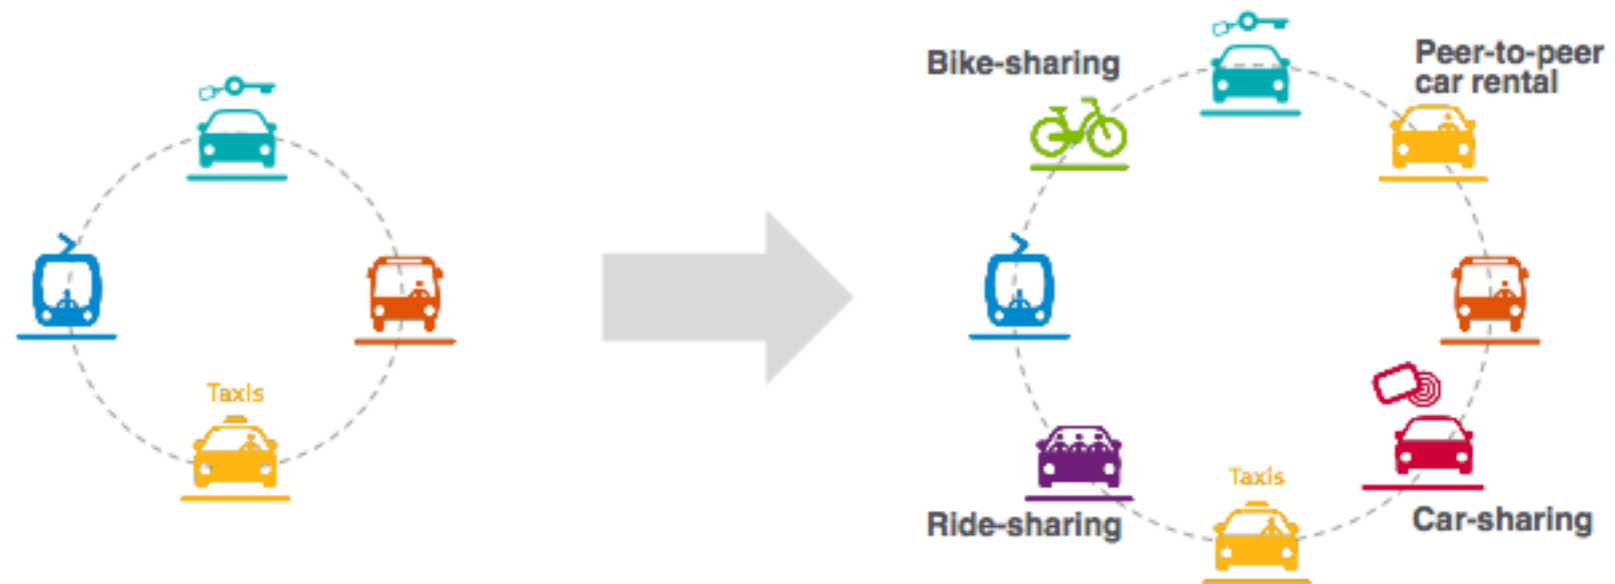 Taxis
Bike-sharing
Peer-to-peer
car rental
Ride-sharing
Taxis
Car-sharing